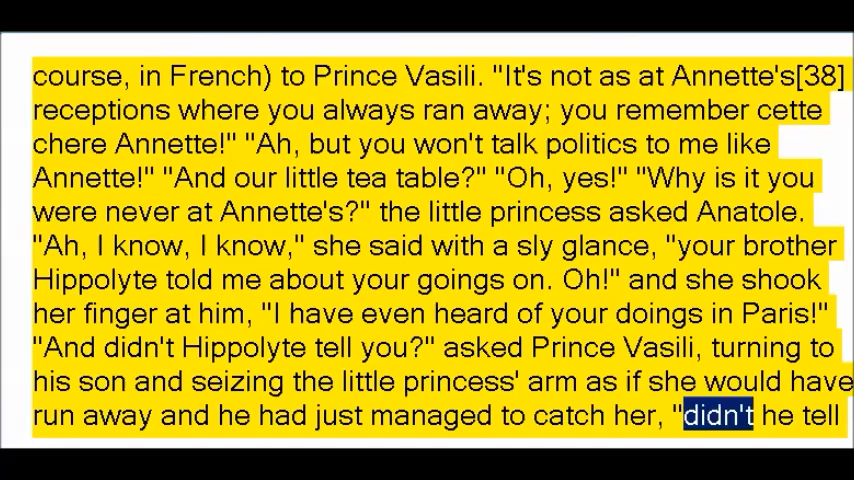 course, in French) to Prince Vasili. "It's not as at Annette's[38]
receptions where you always ran away; you remember cette
chere Annette!" "Ah, but you won't talk politics to me like
Annette!" "And our little tea table?" "Oh, yes!" "Why is it you
were never at Annette's?" the little princess asked Anatole.
"Ah, I know, I know," she said with a sly glance, "your brother
Hippolyte told me about your goings on. Oh!" and she shook
her finger at him, "I have even heard of your doings in Paris!"
"And didn't Hippolyte tell you?" asked Prince Vasili, turning to
his son and seizing the little princess' arm as if she would have
run away and he had just managed to catch her, "didn't he tell